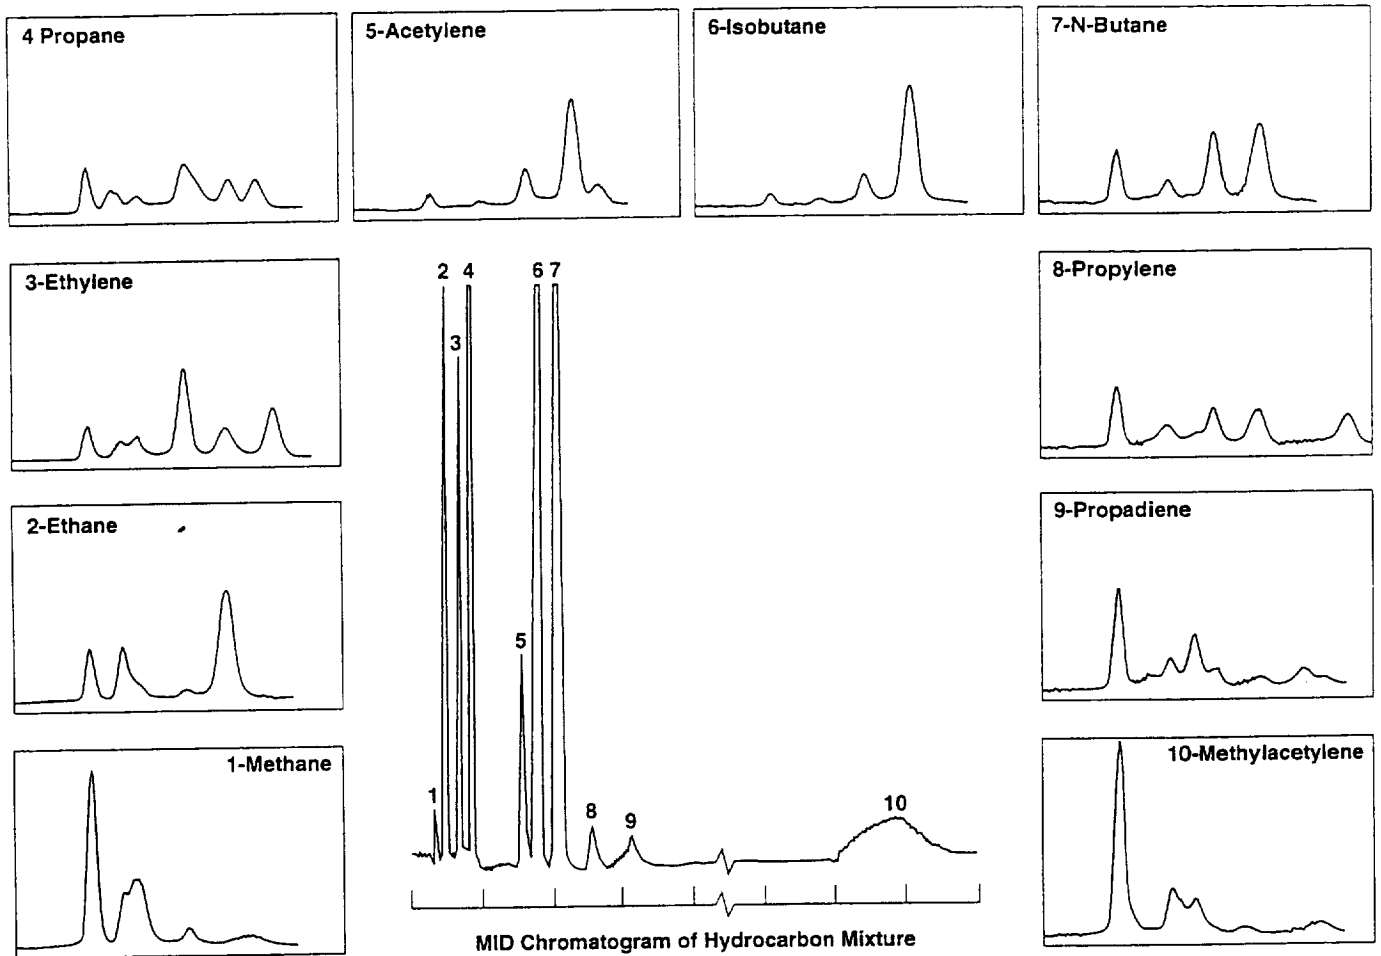 4 Propane
5-Acetylene
6-Isobutane
7-N-Butane
3-Ethylene
8-Propylene
2-Ethane
9-Propadiene
1-Methane
10-Methylacetylene
2 4 6 7
3
5
1
8
9
10
MID Chromatogram of Hydrocarbon Mixture